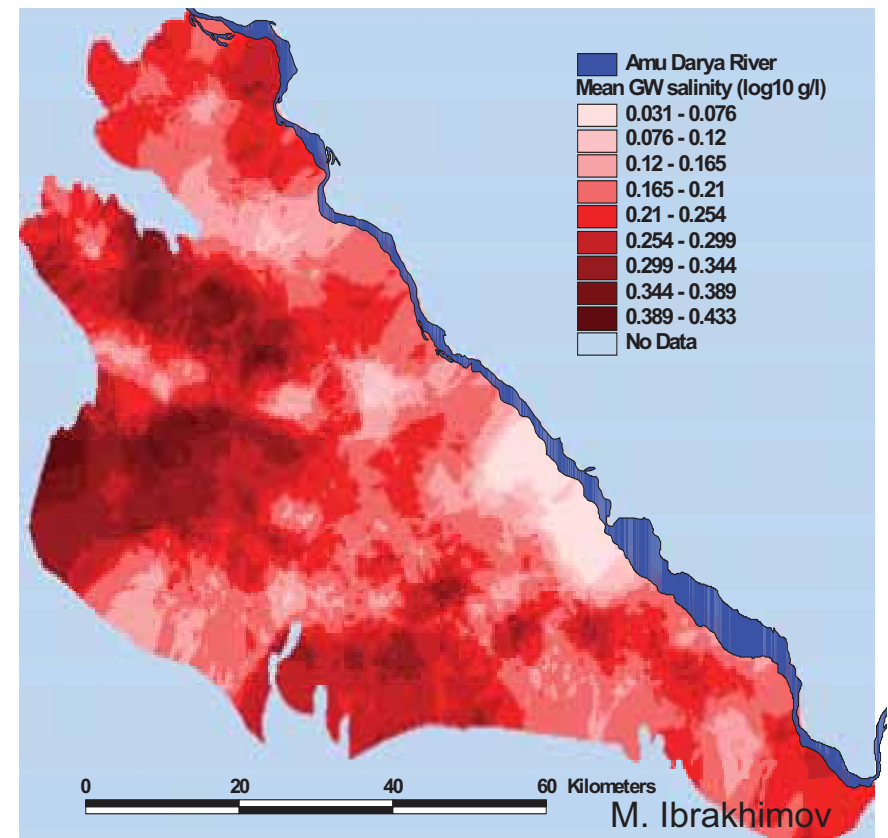 Amu Darya River
Mean GW salinity (log10 g/l)
0.031 - 0.076
0.076 - 0.12
0.12 - 0.165
0.165 - 0.21
0.21 - 0.254
0.254 - 0.299
0.299 - 0.344
0.344 - 0.389
0.389 - 0.433
No Data
0 20 40 60 Kilometers
M. Ibrakhimov